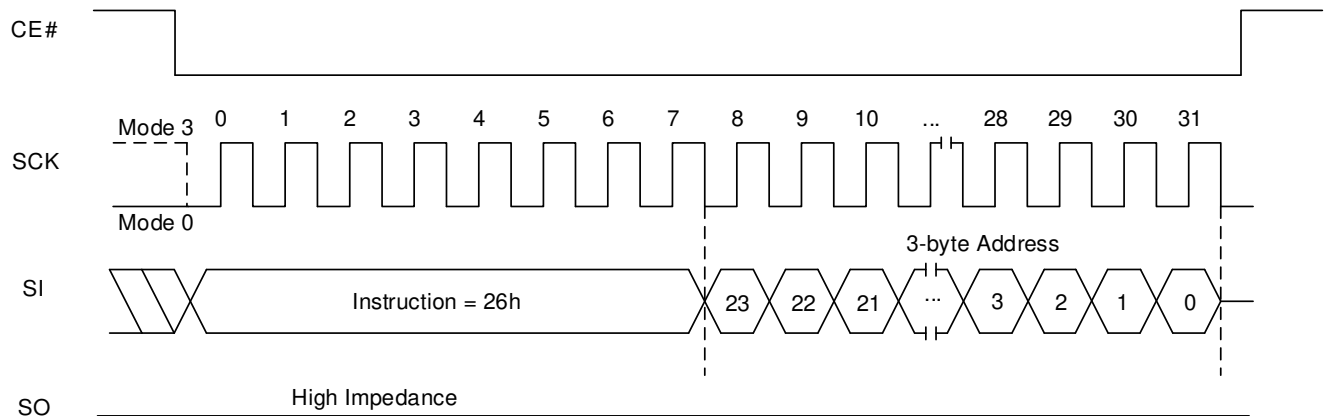 CE#
Mode 3 0 1 2 3 4 5 6 7 8 9 10 ... 28 29 30 31
SCK
Mode 0
3-byte Address
SI Instruction = 26h 23 22 21 ... 3 2 1 0
High Impedance
SO